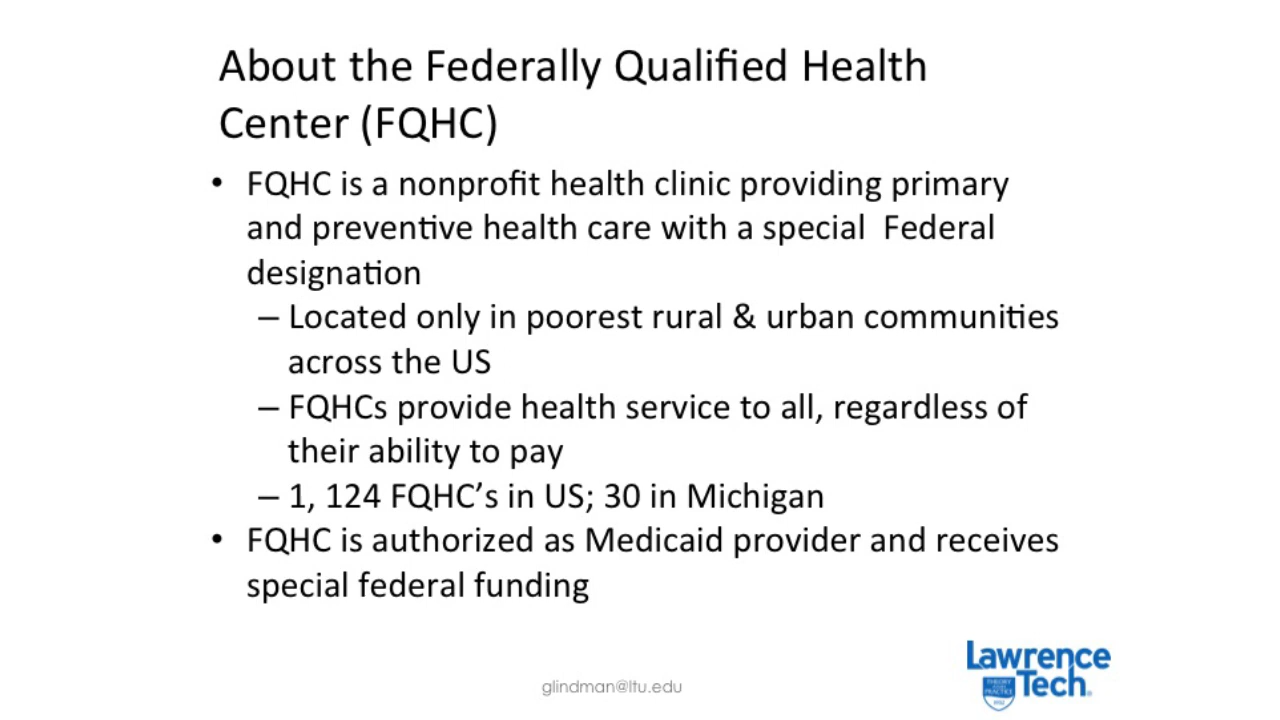 About the Federally Qualified Health
Center (FQHC)
• FQHC is a nonprofit health clinic providing primary
and preventive health care with a special  Federal
designation
– Located only in poorest rural & urban communities
across the US
– FQHCs provide health service to all, regardless of
their ability to pay
– 1, 124 FQHC’s in US; 30 in Michigan
• FQHC is authorized as Medicaid provider and receives
special federal funding
Lawrence
Tech
glindman@ltu.edu